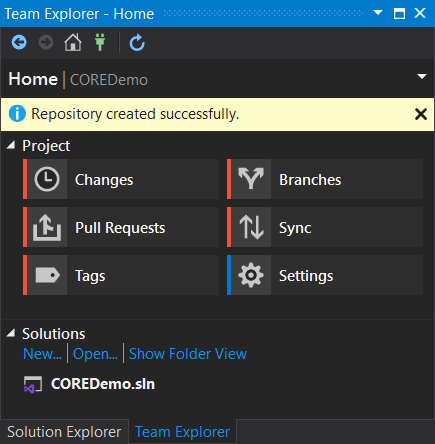 Team Explorer - Home
Home | COREDemo
Repository created successfully.
Project
Changes
Branches
Pull Requests
Sync
Tags
Settings
Solutions
New... | Open... | Show Folder View
COREDemo.sln
Solution Explorer Team Explorer